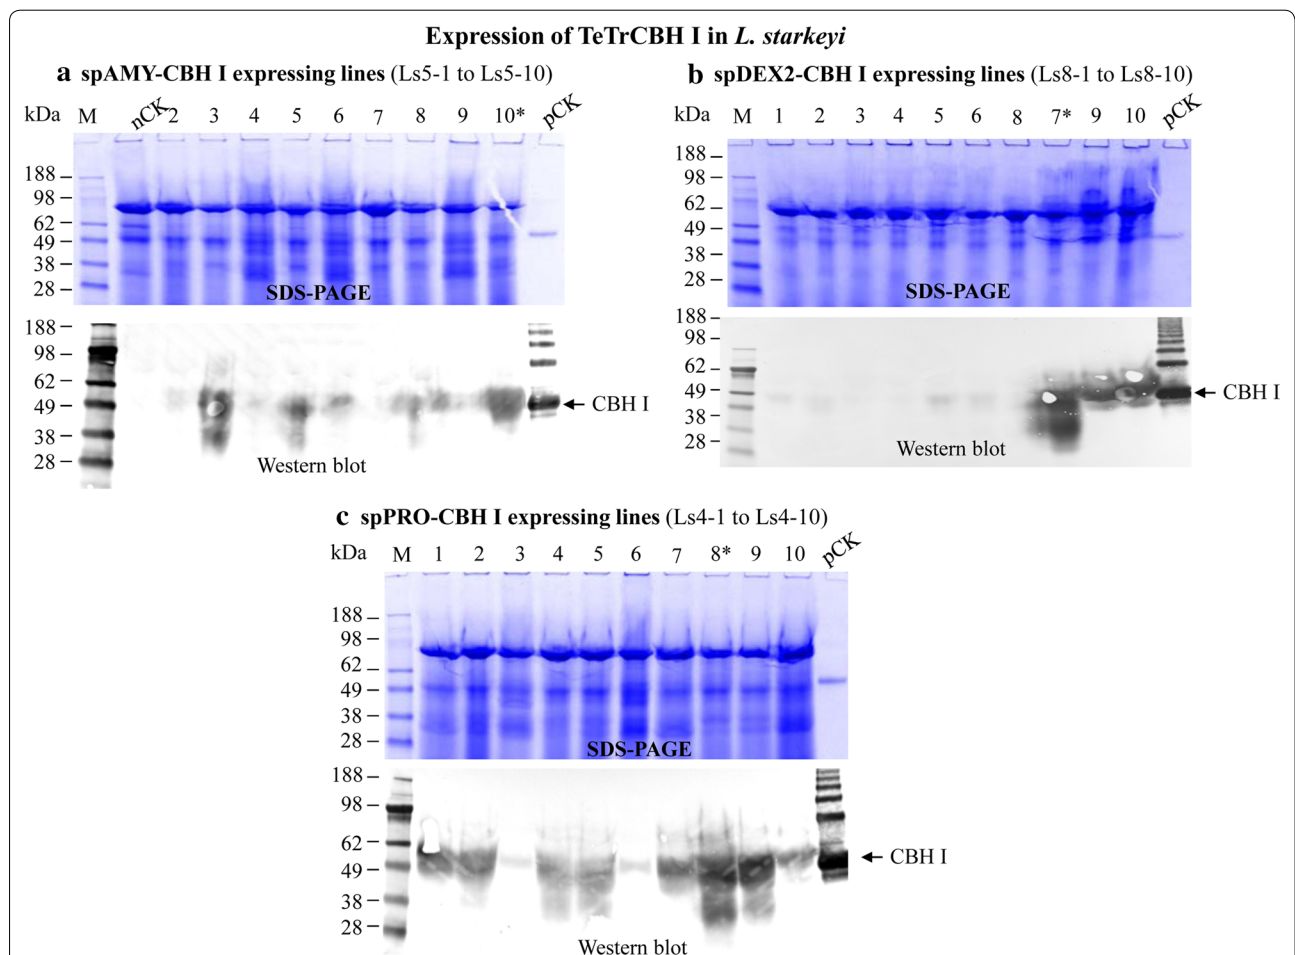 Expression of TeTrCBH I in L. starkeyi
a spAMY-CBH I expressing lines (Ls5-1 to Ls5-10)
kDa M nCK 2 3 4 5 6 7 8 9 10* pCK
188
98
62
49
38
28
SDS-PAGE
188
98
62
49
38
28
CBH I
Western blot
b spDEX2-CBH I expressing lines (Ls8-1 to Ls8-10)
kDa M 1 2 3 4 5 6 8 7* 9 10 pCK
188
98
62
49
38
28
SDS-PAGE
188
98
62
49
38
28
CBH I
Western blot
c spPRO-CBH I expressing lines (Ls4-1 to Ls4-10)
kDa M 1 2 3 4 5 6 7 8* 9 10 pCK
188
98
62
49
38
28
SDS-PAGE
188
98
62
49
38
28
CBH I
Western blot